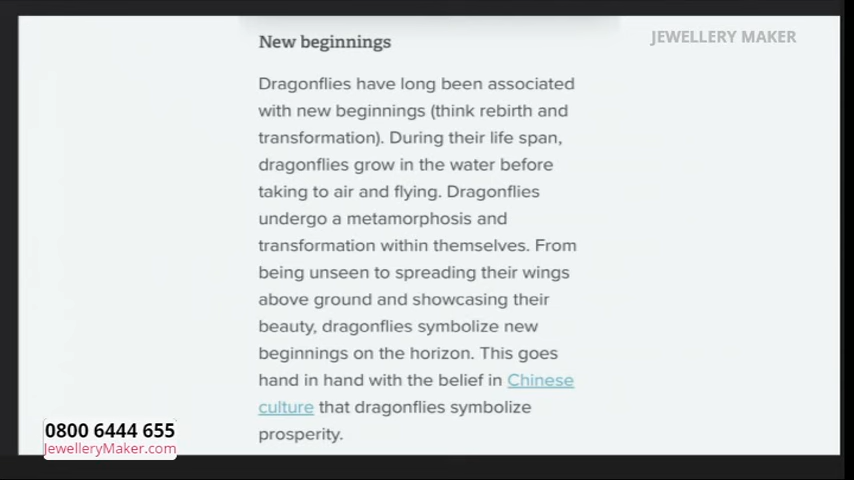 New beginnings
JEWELLERY MAKER
Dragonflies have long been associated
with new beginnings (think rebirth and
transformation). During their life span,
dragonflies grow in the water before
taking to air and flying. Dragonflies
undergo a metamorphosis and
transformation within themselves. From
being unseen to spreading their wings
above ground and showcasing their
beauty, dragonflies symbolize new
beginnings on the horizon. This goes
hand in hand with the belief in Chinese
culture that dragonflies symbolize
prosperity.
0800 6444 655
JewelleryMaker.com